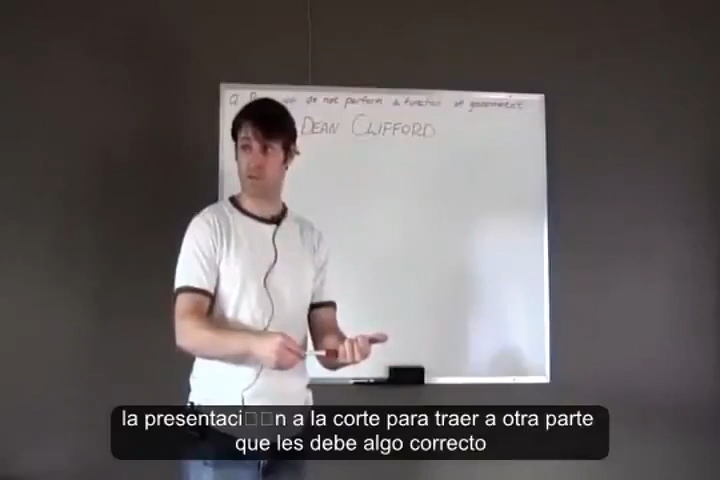 do not perform a function of government
DEAN CLIFFORD
la presentaci□□n a la corte para traer a otra parte
que les debe algo correcto